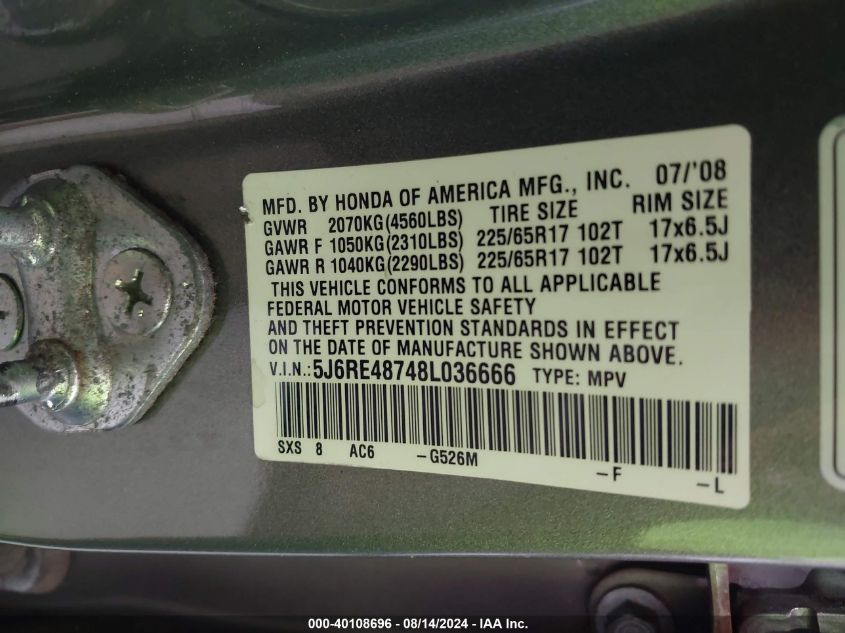 MFD. BY HONDA OF AMERICA MFG., INC. 07/'08
GVWR 2070KG(4560LBS) TIRE SIZE RIM SIZE
GAWR F 1050KG(2310LBS) 225/65R17 102T 17x6.5J
GAWR R 1040KG(2290LBS) 225/65R17 102T 17x6.5J
THIS VEHICLE CONFORMS TO ALL APPLICABLE
FEDERAL MOTOR VEHICLE SAFETY
AND THEFT PREVENTION STANDARDS IN EFFECT
ON THE DATE OF MANUFACTURE SHOWN ABOVE.
V.I.N.:5J6RE48748L036666 TYPE: MPV
SXS 8 AC6 -G526M -F -L
000-40108696 - 08/14/2024 - IAA Inc.